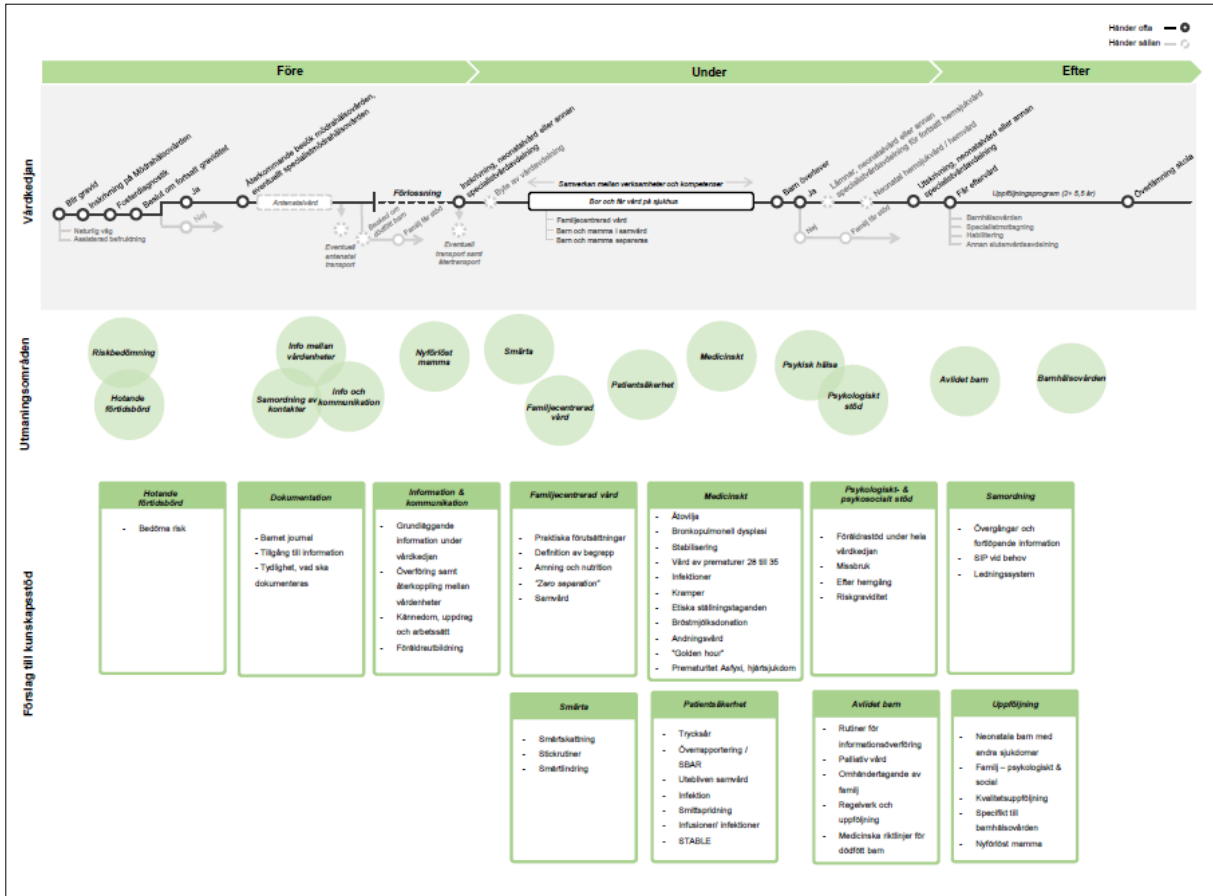 Händer ofta
Händer sällan
Före
Under
Efter
Vårdkedjan
Blir gravid
Inskrivning på Mödrahälsovården
Fosterdiagnostik
Beslut om fortsatt graviditet
Ja
Nej
Naturlig väg
Assisterad befruktning
Återkommande besök mödrahälsovården,
eventuellt specialistmödrahälsovården
Antenatalvård
Eventuell
antenatal
transport
Förlossning
Besked om
dödfött barn
Familj får stöd
Inskrivning, neonatalvård eller annan
specialistvårdavdelning
Eventuell
transport samt
återtransport
Byte av vårdavdelning
Samverkan mellan verksamheter och kompetenser
Bor och får vård på sjukhus
Familjecentrerad vård
Barn och mamma i samvård
Barn och mamma separeras
Barn överlever
Ja
Nej
Familj får stöd
Lämnar, neonatalvård eller annan
specialistvårdavdelning för fortsatt hemsjukvård
Neonatal hemsjukvård / hemvård
Utskrivning, neonatalvård eller annan
specialistvårdavdelning
Får eftervård
Barnhälsovården
Specialistmottagning
Habilitering
Annan slutenvårdsavdelning
Uppföljningsprogram (2+ 5,5 år)
Överlämning skola
Utmaningsområden
Riskbedömning
Hotande
förtidsbörd
Info mellan
vårdenheter
Samordning av
kontakter
Info och
kommunikation
Nyförlöst
mamma
Smärta
Familjecentrerad
vård
Patientsäkerhet
Medicinskt
Psykisk hälsa
Psykologiskt
stöd
Avlidet barn
Barnhälsovården
Förslag till kunskapsstöd
Hotande
förtidsbörd
- Bedöma risk
Dokumentation
- Barnet journal
- Tillgång till information
- Tydlighet, vad ska
dokumenteras
Information &
kommunikation
- Grundläggande
information under
vårdkedjan
- Överföring samt
återkoppling mellan
vårdenheter
- Kännedom, uppdrag
och arbetssätt
- Föräldrautbildning
Familjecentrerad vård
- Praktiska förutsättningar
- Definition av begrepp
- Amning och nutrition
- "Zero separation"
- Samvård
Medicinskt
- Ätovilja
- Bronkopulmonell dysplasi
- Stabilisering
- Vård av prematurer 28 till 35
- Infektioner
- Kramper
- Etiska ställningstaganden
- Bröstmjölksdonation
- Andningsvård
- "Golden hour"
- Prematuritet Asfyxi, hjärtsjukdom
Psykologiskt- &
psykosocialt stöd
- Föräldrastöd under hela
vårdkedjan
- Missbruk
- Efter hemgång
- Riskgraviditet
Samordning
- Övergångar och
fortlöpande information
- SIP vid behov
- Ledningssystem
Smärta
- Smärtskattning
- Stickrutiner
- Smärtlindring
Patientsäkerhet
- Trycksår
- Överrapportering /
SBAR
- Utebliven samvård
- Infektion
- Smittspridning
- Infusioner/ infektioner
- STABLE
Avlidet barn
- Rutiner för
informationsöverföring
- Palliativ vård
- Omhändertagande av
familj
- Regelverk och
uppföljning
- Medicinska riktlinjer för
dödfött barn
Uppföljning
- Neonatala barn med
andra sjukdomar
- Familj – psykologiskt &
social
- Kvalitetsuppföljning
- Specifikt till
barnhälsovården
- Nyförlöst mamma